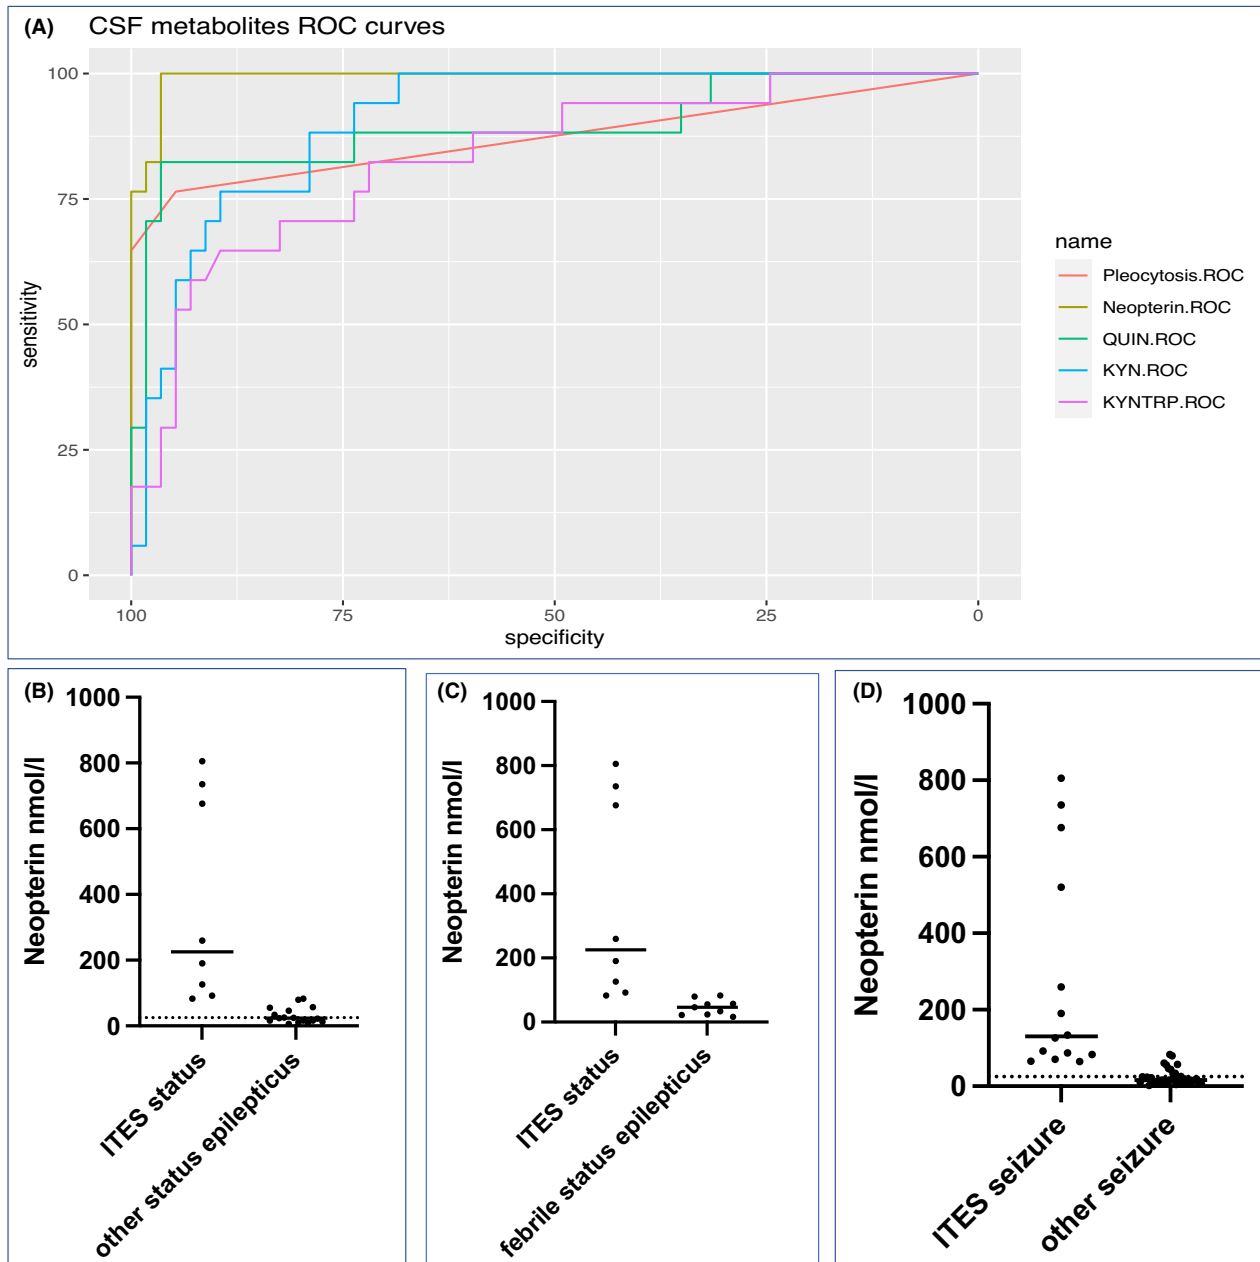 (A) CSF metabolites ROC curves
100
75
50
25
0
sensitivity
100 75 50 25 0
specificity
name
Pleocytosis.ROC
Neopterin.ROC
QUIN.ROC
KYN.ROC
KYNTRP.ROC
(B)
1000
800
600
400
200
0
Neopterin nmol/l
ITES status
other status epilepticus
(C)
1000
800
600
400
200
0
Neopterin nmol/l
ITES status
febrile status epilepticus
(D)
1000
800
600
400
200
0
Neopterin nmol/l
ITES seizure
other seizure